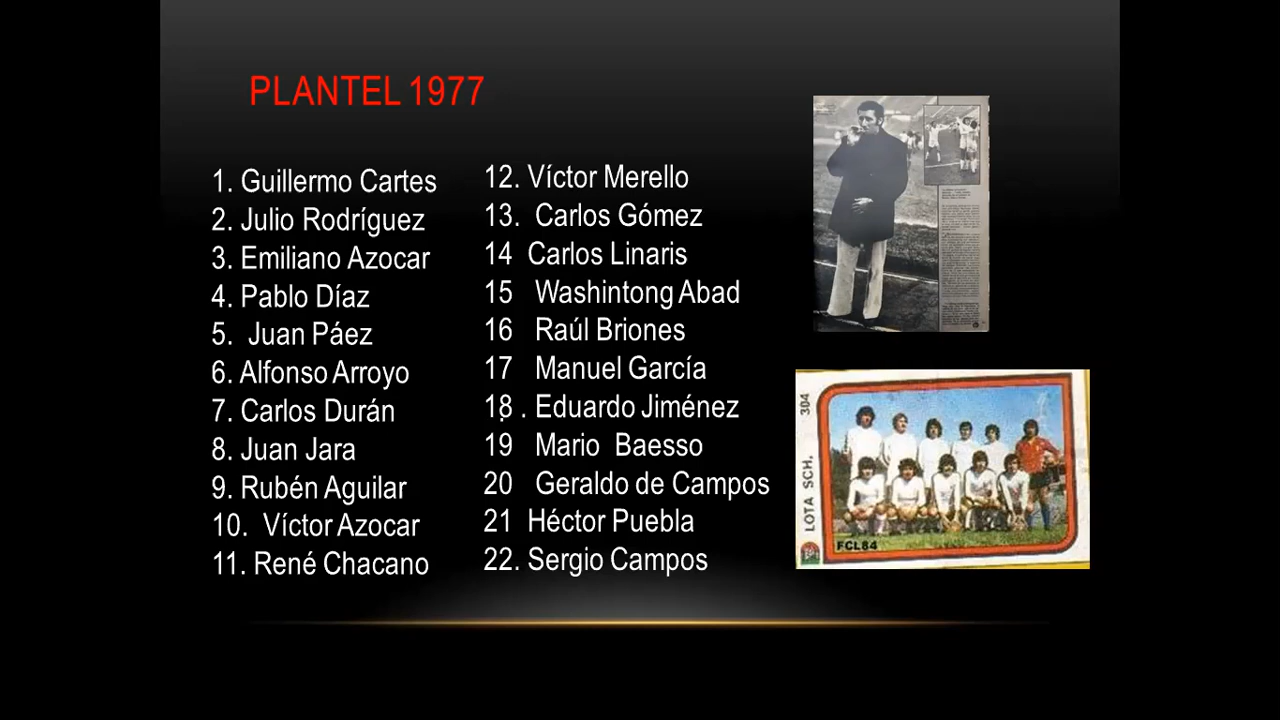 PLANTEL 1977
1. Guillermo Cartes
2. Julio Rodríguez
3. Emiliano Azocar
4. Pablo Díaz
5. Juan Páez
6. Alfonso Arroyo
7. Carlos Durán
8. Juan Jara
9. Rubén Aguilar
10. Víctor Azocar
11. René Chacano
12. Víctor Merello
13. Carlos Gómez
14 Carlos Linaris
15 Washintong Abad
16 Raúl Briones
17 Manuel García
18 . Eduardo Jiménez
19 Mario Baesso
20 Geraldo de Campos
21 Héctor Puebla
22. Sergio Campos
304
LOTA SCH.
FCL84